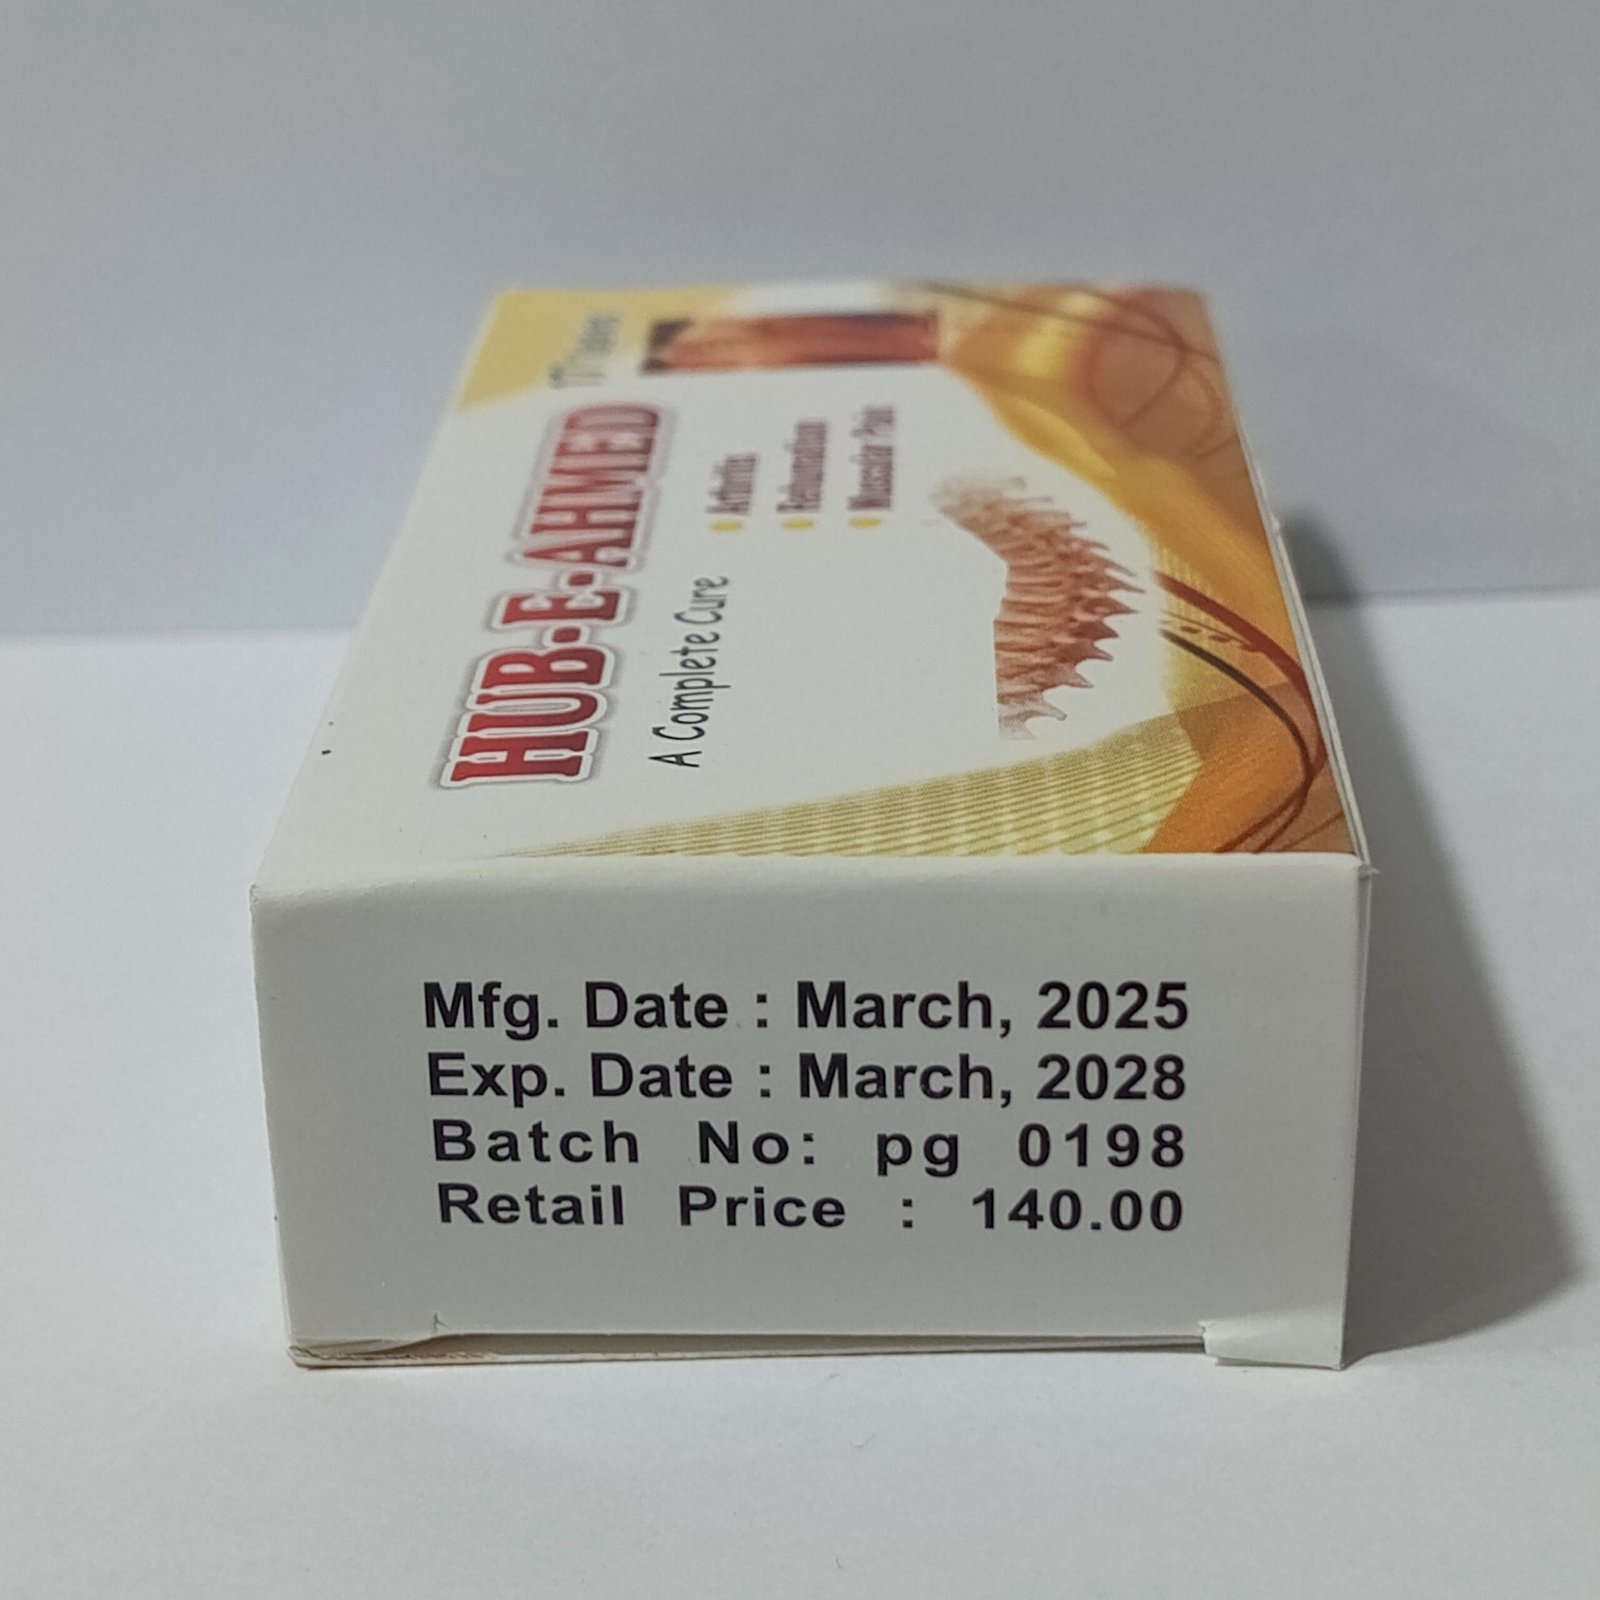 HUB-E-AHMED
A Complete Cure
Arthritis
Rehumatism
Muscular Pain
Mfg. Date : March, 2025
Exp. Date : March, 2028
Batch No: pg 0198
Retail Price : 140.00